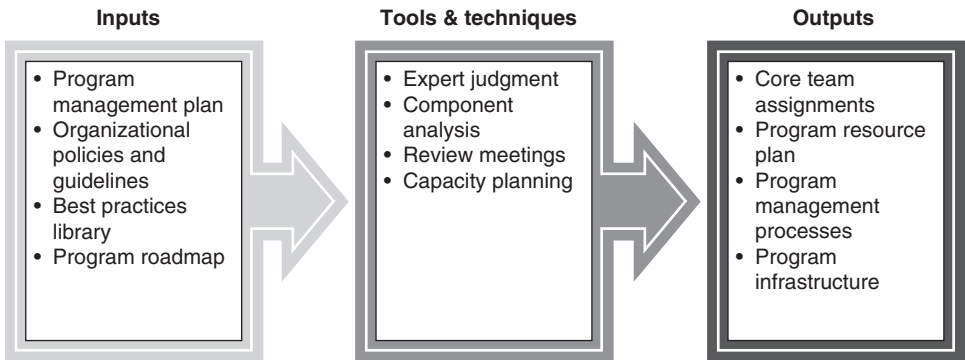 Inputs
• Program
management plan
• Organizational
policies and
guidelines
• Best practices
library
• Program roadmap
Tools & techniques
• Expert judgment
• Component
analysis
• Review meetings
• Capacity planning
Outputs
• Core team
assignments
• Program resource
plan
• Program
management
processes
• Program
infrastructure